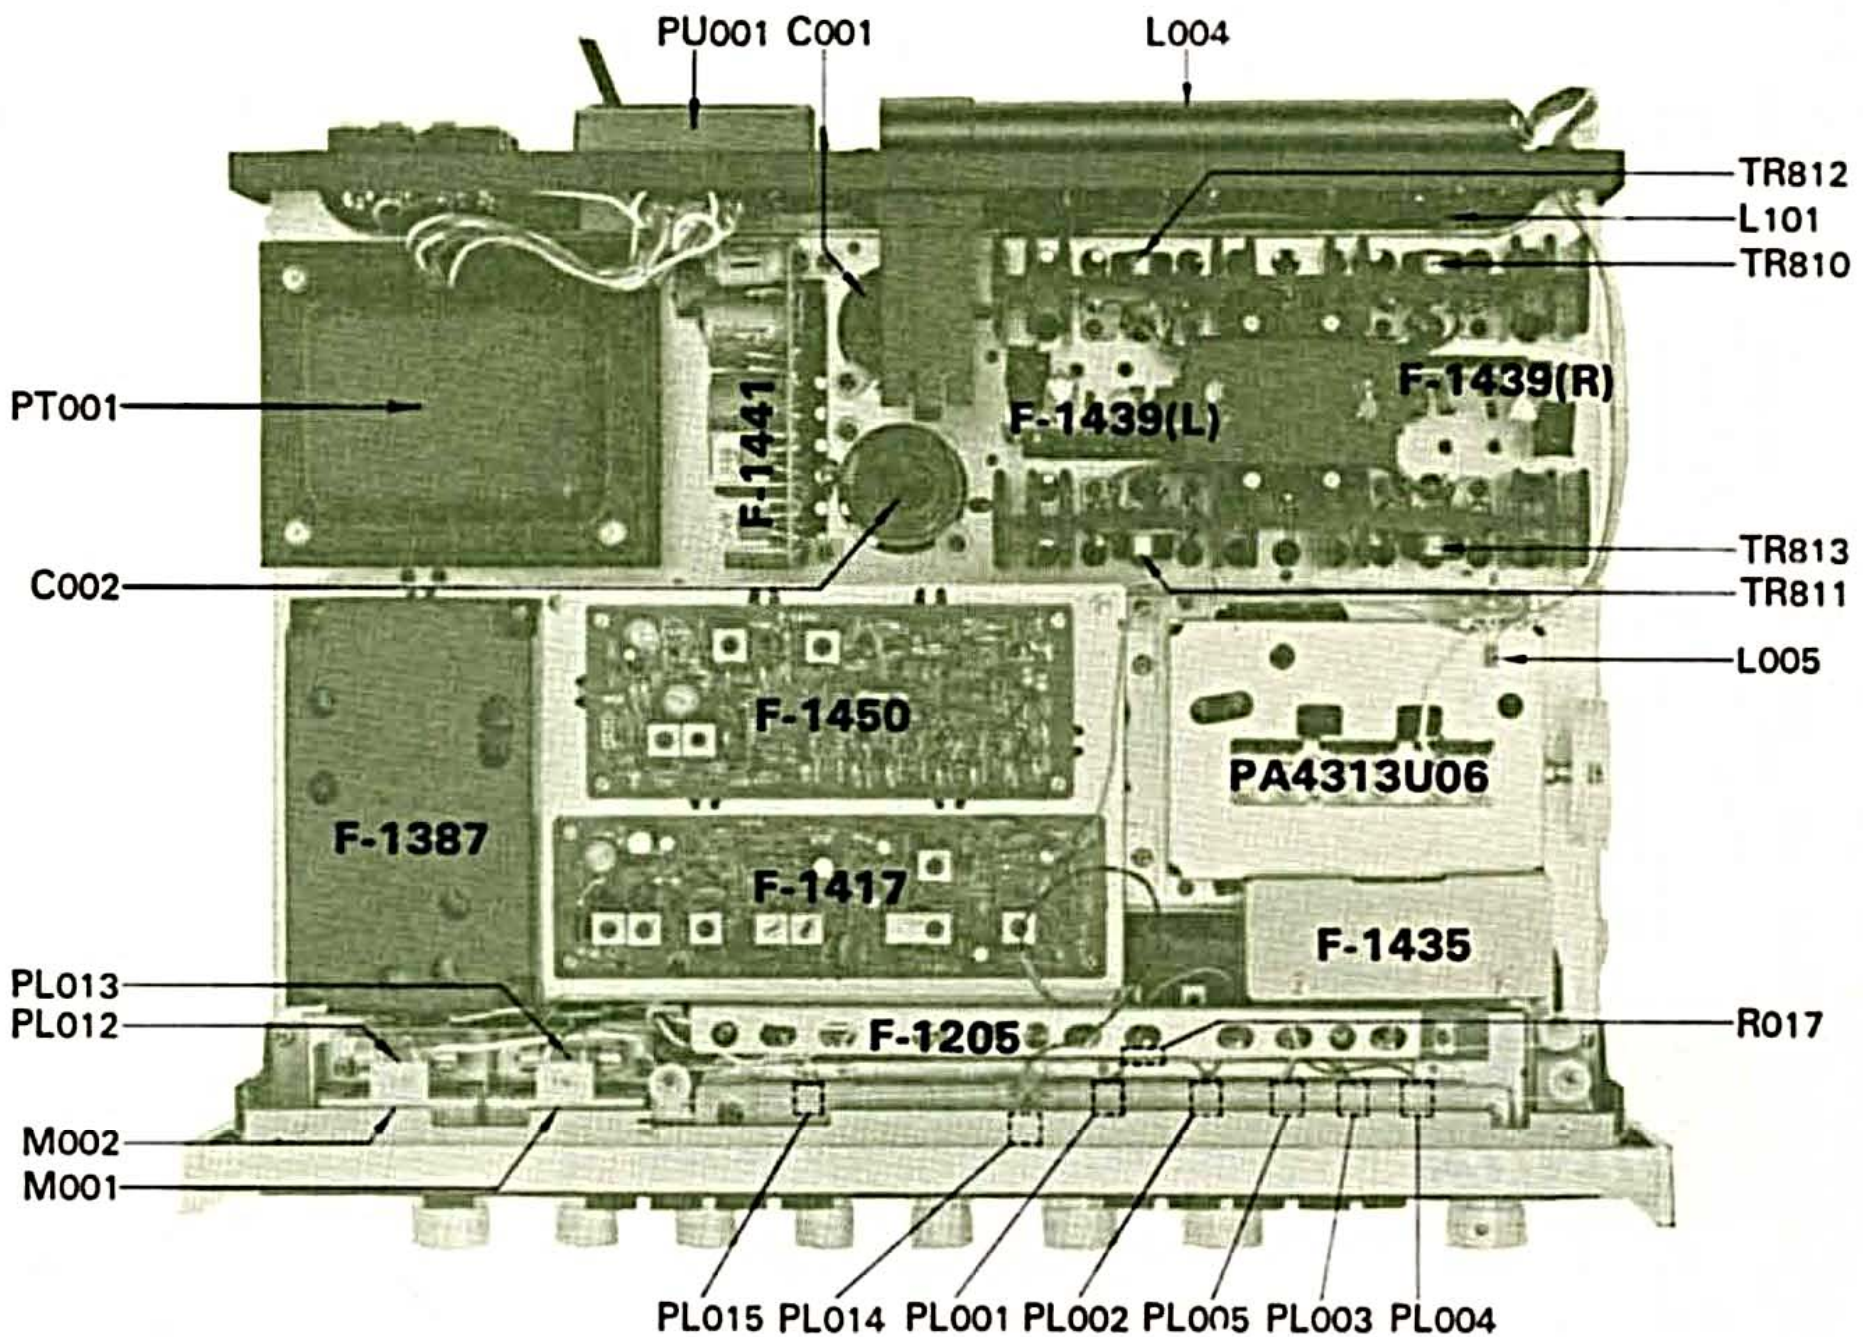 PU001 C001 L004
TR812
L101
TR810
PT001
F-1441
F-1439(L)
F-1439(R)
C002
TR813
TR811
L005
F-1450
PA4313U06
F-1387
F-1417
F-1435
PL013
PL012
F-1205
R017
M002
M001
PL015 PL014 PL001 PL002 PL005 PL003 PL004